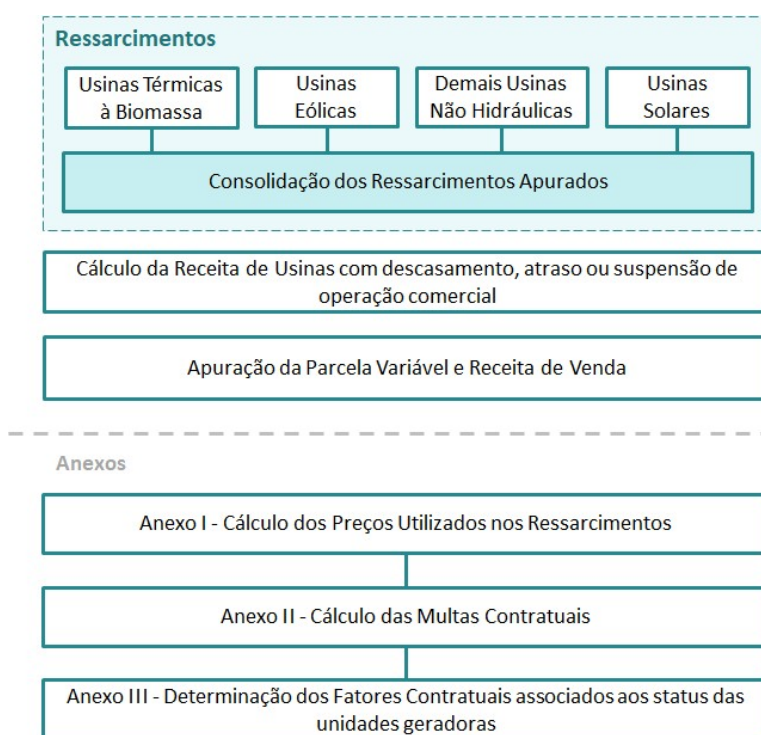 Ressarcimentos
Usinas Térmicas
à Biomassa
Usinas
Eólicas
Demais Usinas
Não Hidráulicas
Usinas
Solares
Consolidação dos Ressarcimentos Apurados
Cálculo da Receita de Usinas com descasamento, atraso ou suspensão de
operação comercial
Apuração da Parcela Variável e Receita de Venda
Anexos
Anexo I - Cálculo dos Preços Utilizados nos Ressarcimentos
Anexo II - Cálculo das Multas Contratuais
Anexo III - Determinação dos Fatores Contratuais associados aos status das
unidades geradoras